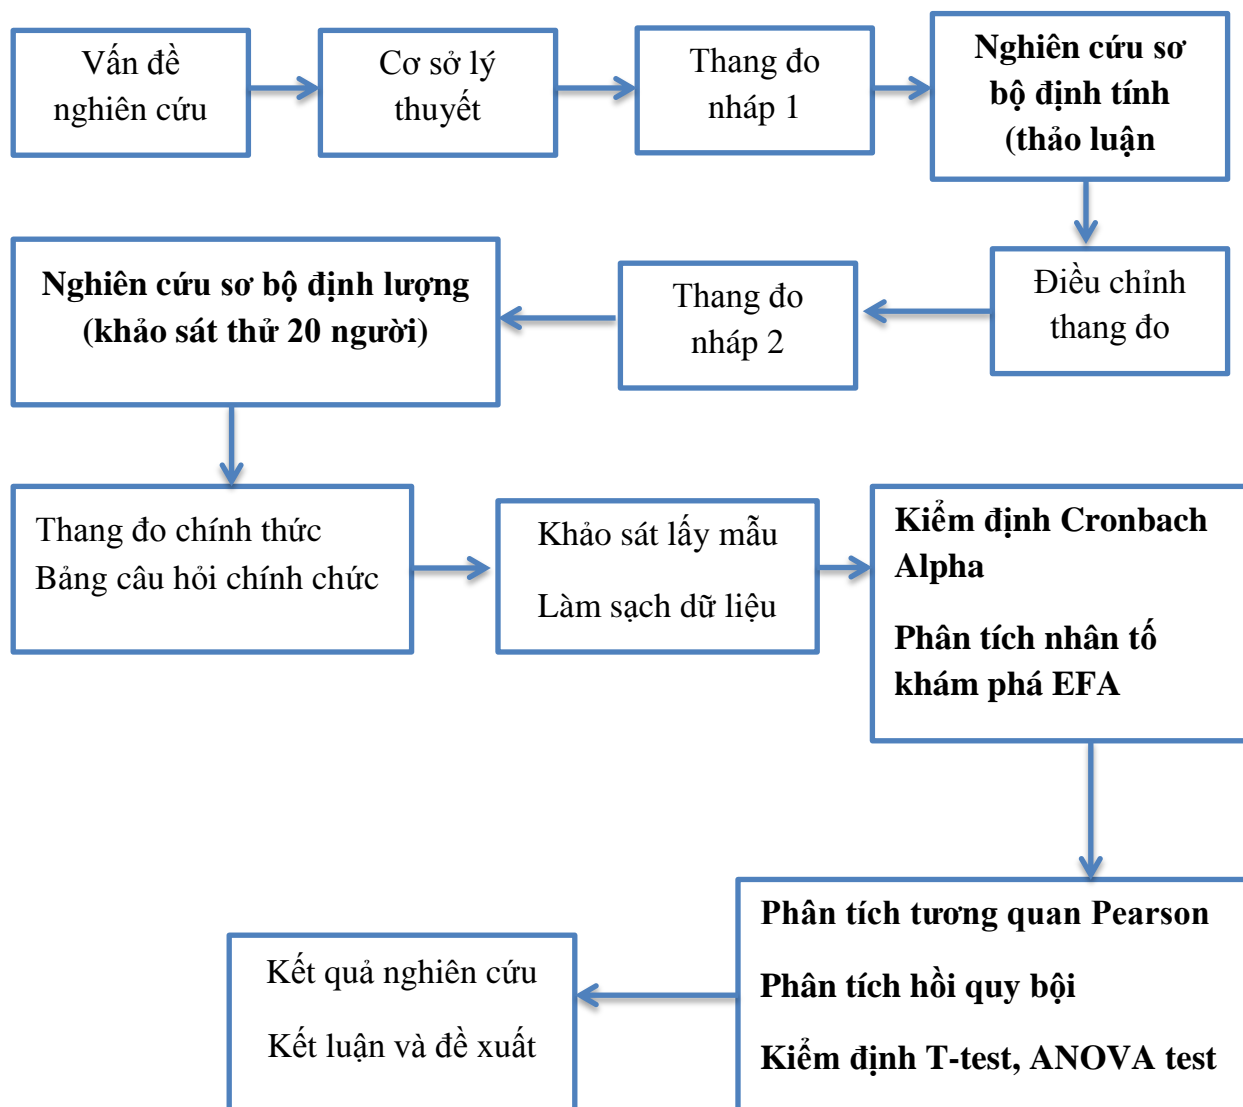 Vấn đề
nghiên cứu
Cơ sở lý
thuyết
Thang đo
nháp 1
Nghiên cứu sơ
bộ định tính
(thảo luận
Điều chỉnh
thang đo
Thang đo
nháp 2
Nghiên cứu sơ bộ định lượng
(khảo sát thử 20 người)
Thang đo chính thức
Bảng câu hỏi chính chức
Khảo sát lấy mẫu
Làm sạch dữ liệu
Kiểm định Cronbach
Alpha
Phân tích nhân tố
khám phá EFA
Phân tích tương quan Pearson
Phân tích hồi quy bội
Kiểm định T-test, ANOVA test
Kết quả nghiên cứu
Kết luận và đề xuất